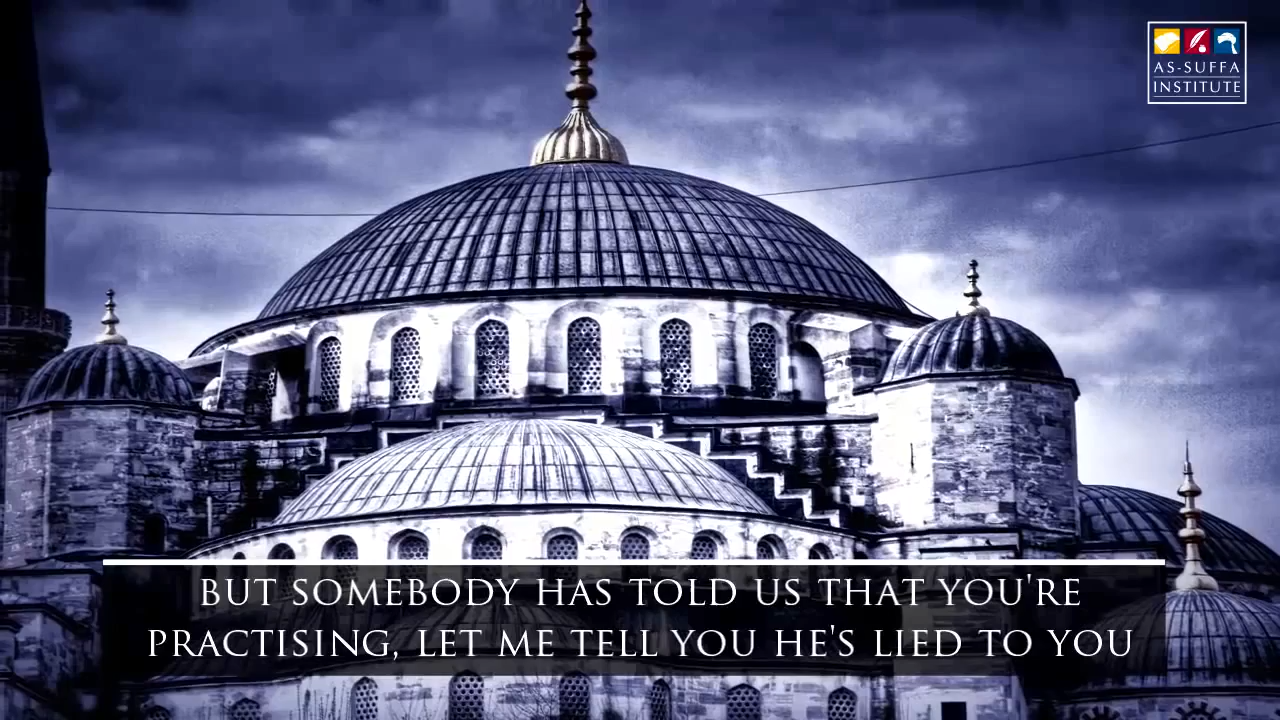 AS-SUFFA
INSTITUTE
BUT SOMEBODY HAS TOLD US THAT YOU'RE
PRACTISING, LET ME TELL YOU HE'S LIED TO YOU